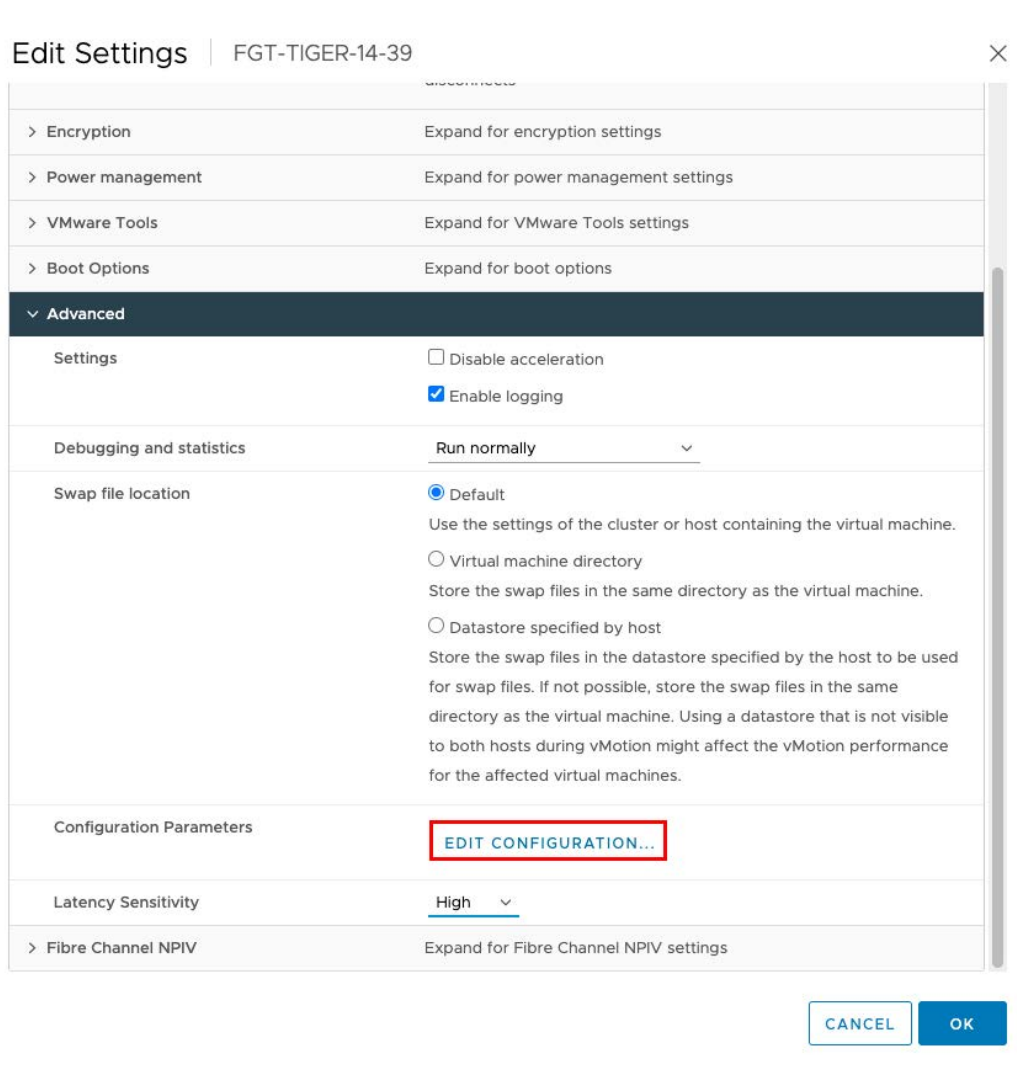 Edit Settings FGT-TIGER-14-39
disconnects
Encryption Expand for encryption settings
Power management Expand for power management settings
VMware Tools Expand for VMware Tools settings
Boot Options Expand for boot options
Advanced
Settings Disable acceleration
Enable logging
Debugging and statistics Run normally
Swap file location Default
Use the settings of the cluster or host containing the virtual machine.
Virtual machine directory
Store the swap files in the same directory as the virtual machine.
Datastore specified by host
Store the swap files in the datastore specified by the host to be used
for swap files. If not possible, store the swap files in the same
directory as the virtual machine. Using a datastore that is not visible
to both hosts during vMotion might affect the vMotion performance
for the affected virtual machines.
Configuration Parameters EDIT CONFIGURATION...
Latency Sensitivity High
Fibre Channel NPIV Expand for Fibre Channel NPIV settings
CANCEL OK